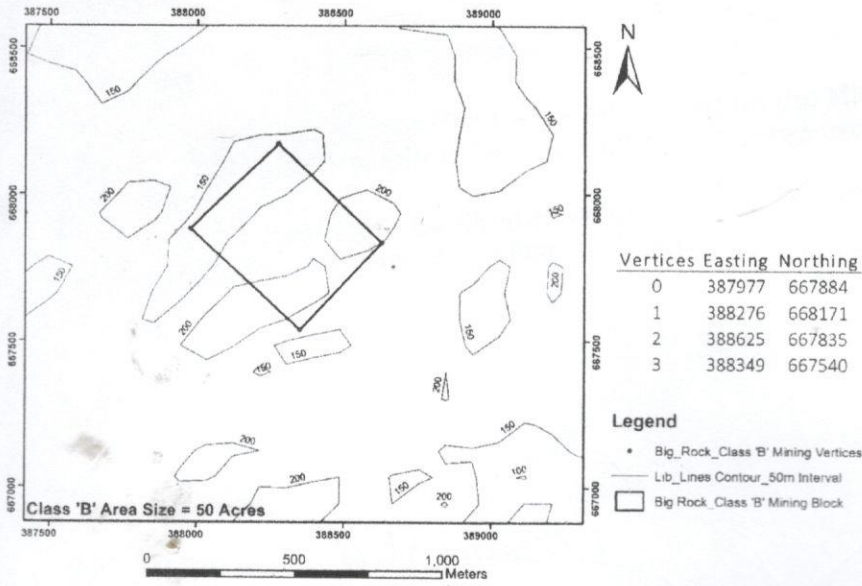 387500 388000 388500 389000
668500 668500
N
150
150
150
150
200
200
668000 668000
150
200
200
150
150
200
667500 667500
200
150
200
200
150
100
200
150
200
667000 667000
Class 'B' Area Size = 50 Acres
387500 388000 388500 389000
0 500 1,000
Meters
Vertices Easting Northing
0 387977 667884
1 388276 668171
2 388625 667835
3 388349 667540
Legend
Big_Rock_Class 'B' Mining Vertices
Lib_Lines Contour_50m Interval
Big Rock_Class 'B' Mining Block